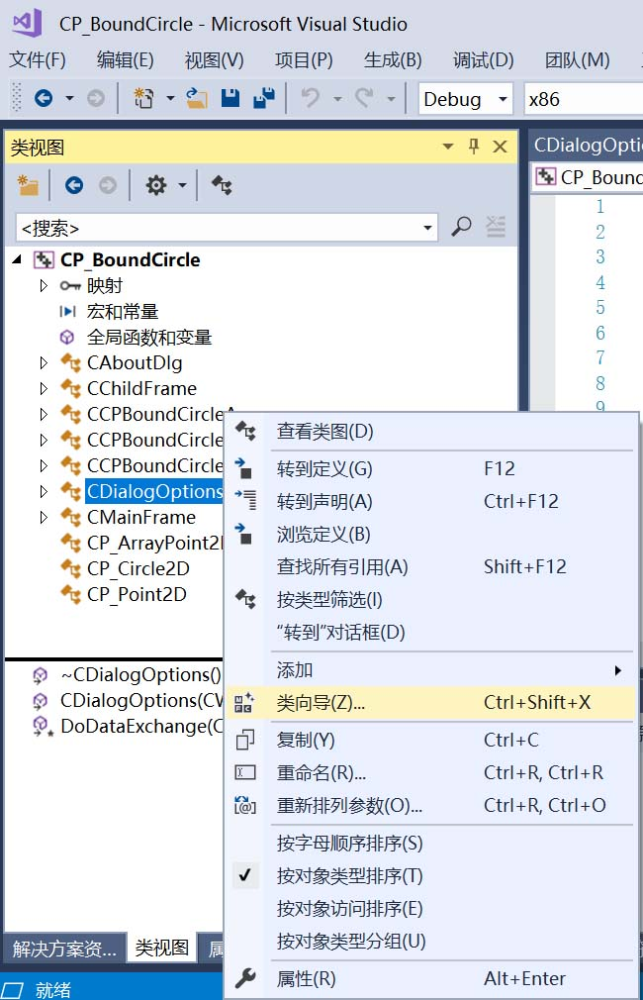 CP_BoundCircle - Microsoft Visual Studio
文件(F) 编辑(E) 视图(V) 项目(P) 生成(B) 调试(D) 团队(M)
Debug x86
类视图
CDialogOpti
<搜索>
CP_Bound
CP_BoundCircle
映射
宏和常量
全局函数和变量
CAboutDlg
CChildFrame
CCPBoundCircleA
CCPBoundCircle
CCPBoundCircle
CDialogOptions
CMainFrame
CP_ArrayPoint2
CP_Circle2D
CP_Point2D
1
2
3
4
5
6
7
8
9
~CDialogOptions()
CDialogOptions(CW
DoDataExchange(C
查看类图(D)
转到定义(G) F12
转到声明(A) Ctrl+F12
浏览定义(B)
查找所有引用(A) Shift+F12
按类型筛选(I)
“转到”对话框(D)
添加
类向导(Z)... Ctrl+Shift+X
复制(Y) Ctrl+C
重命名(R)... Ctrl+R, Ctrl+R
重新排列参数(O)... Ctrl+R, Ctrl+O
按字母顺序排序(S)
按对象类型排序(T)
按对象访问排序(E)
按对象类型分组(U)
属性(R) Alt+Enter
解决方案资... 类视图
就绪